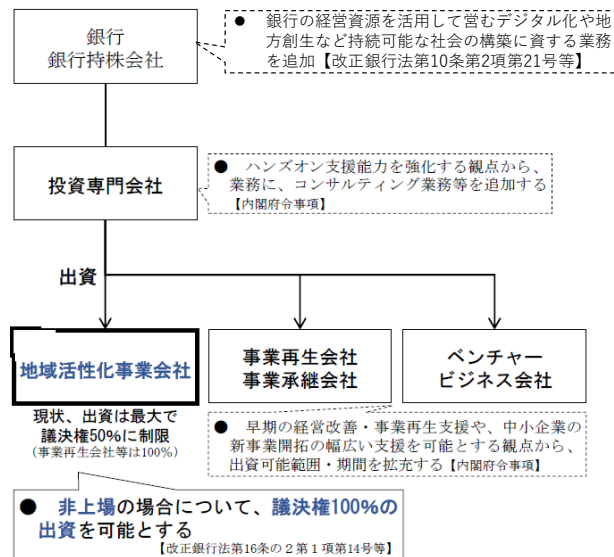 銀行
銀行持株会社
● 銀行の経営資源を活用して営むデジタル化や地
方創生など持続可能な社会の構築に資する業務
を追加【改正銀行法第10条第2項第21号等】
投資専門会社
● ハンズオン支援能力を強化する観点から、
業務に、コンサルティング業務等を追加する
【内閣府令事項】
出資
地域活性化事業会社
事業再生会社
事業承継会社
ベンチャー
ビジネス会社
現状、出資は最大で
議決権50%に制限
(事業再生会社等は100%)
● 早期の経営改善・事業再生支援や、中小企業の
新事業開拓の幅広い支援を可能とする観点から、
出資可能範囲・期間を拡充する【内閣府令事項】
● 非上場の場合について、議決権100%の
出資を可能とする
【改正銀行法第16条の2第1項第14号等】